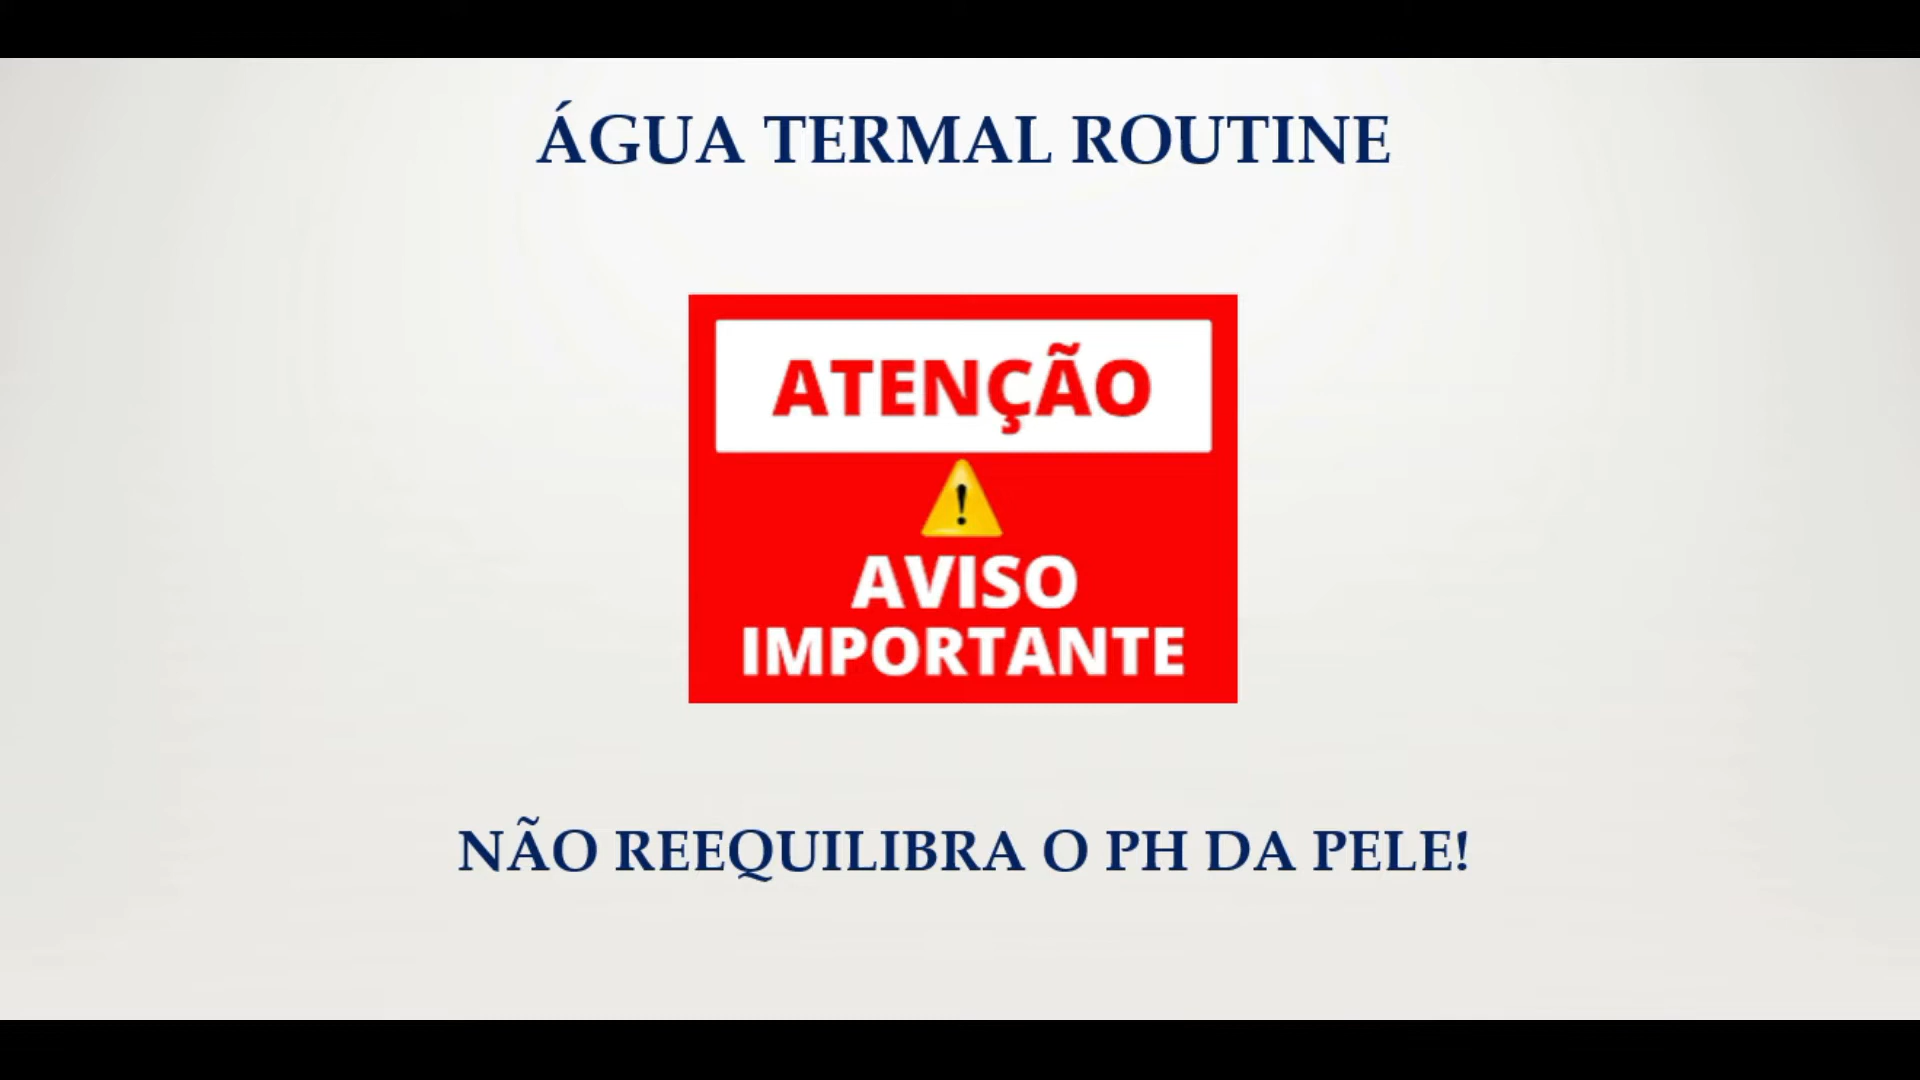 ÁGUA TERMAL ROUTINE
ATENÇÃO
AVISO
IMPORTANTE
NÃO REEQUILIBRA O PH DA PELE!